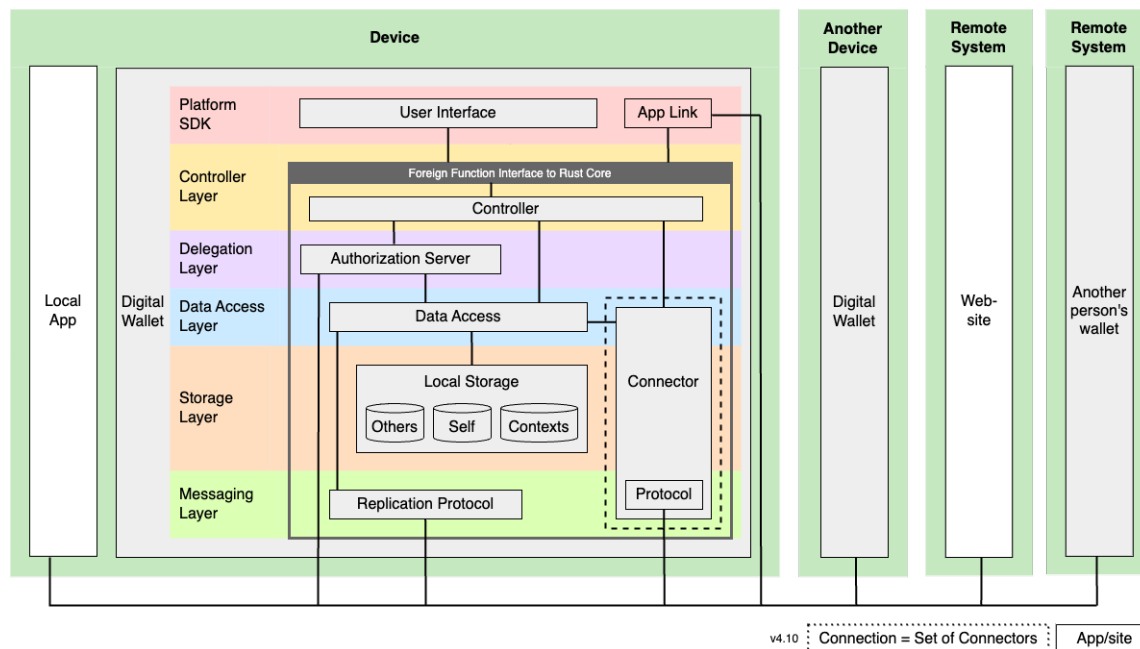 Device
Another
Device
Remote
System
Remote
System
Platform
SDK
User Interface
App Link
Foreign Function Interface to Rust Core
Controller
Layer
Controller
Delegation
Layer
Authorization Server
Local
App
Digital
Wallet
Data Access
Layer
Data Access
Digital
Wallet
Web-
site
Another
person's
wallet
Storage
Layer
Local Storage
Others
Self
Contexts
Connector
Messaging
Layer
Replication Protocol
Protocol
v4.10
Connection = Set of Connectors
App/site